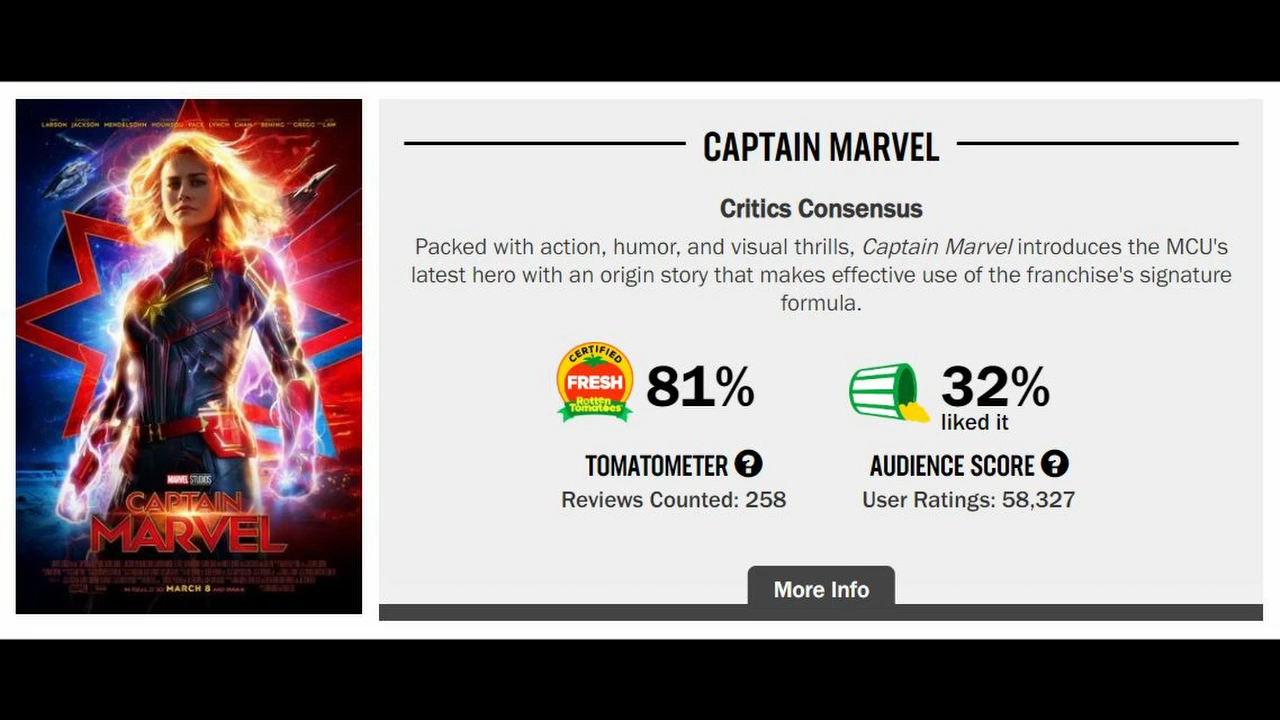 LARSON JACKSON MENDELSOHN HOUNSOU PACE LYNCH CHAN BENING GREGG LAW
MARVEL STUDIOS
CAPTAIN
MARVEL
MARCH 8
CAPTAIN MARVEL
Critics Consensus
Packed with action, humor, and visual thrills, Captain Marvel introduces the MCU's
latest hero with an origin story that makes effective use of the franchise's signature
formula.
CERTIFIED
FRESH
Rotten
Tomatoes
81%
32%
liked it
TOMATOMETER ?
AUDIENCE SCORE ?
Reviews Counted: 258
User Ratings: 58,327
More Info